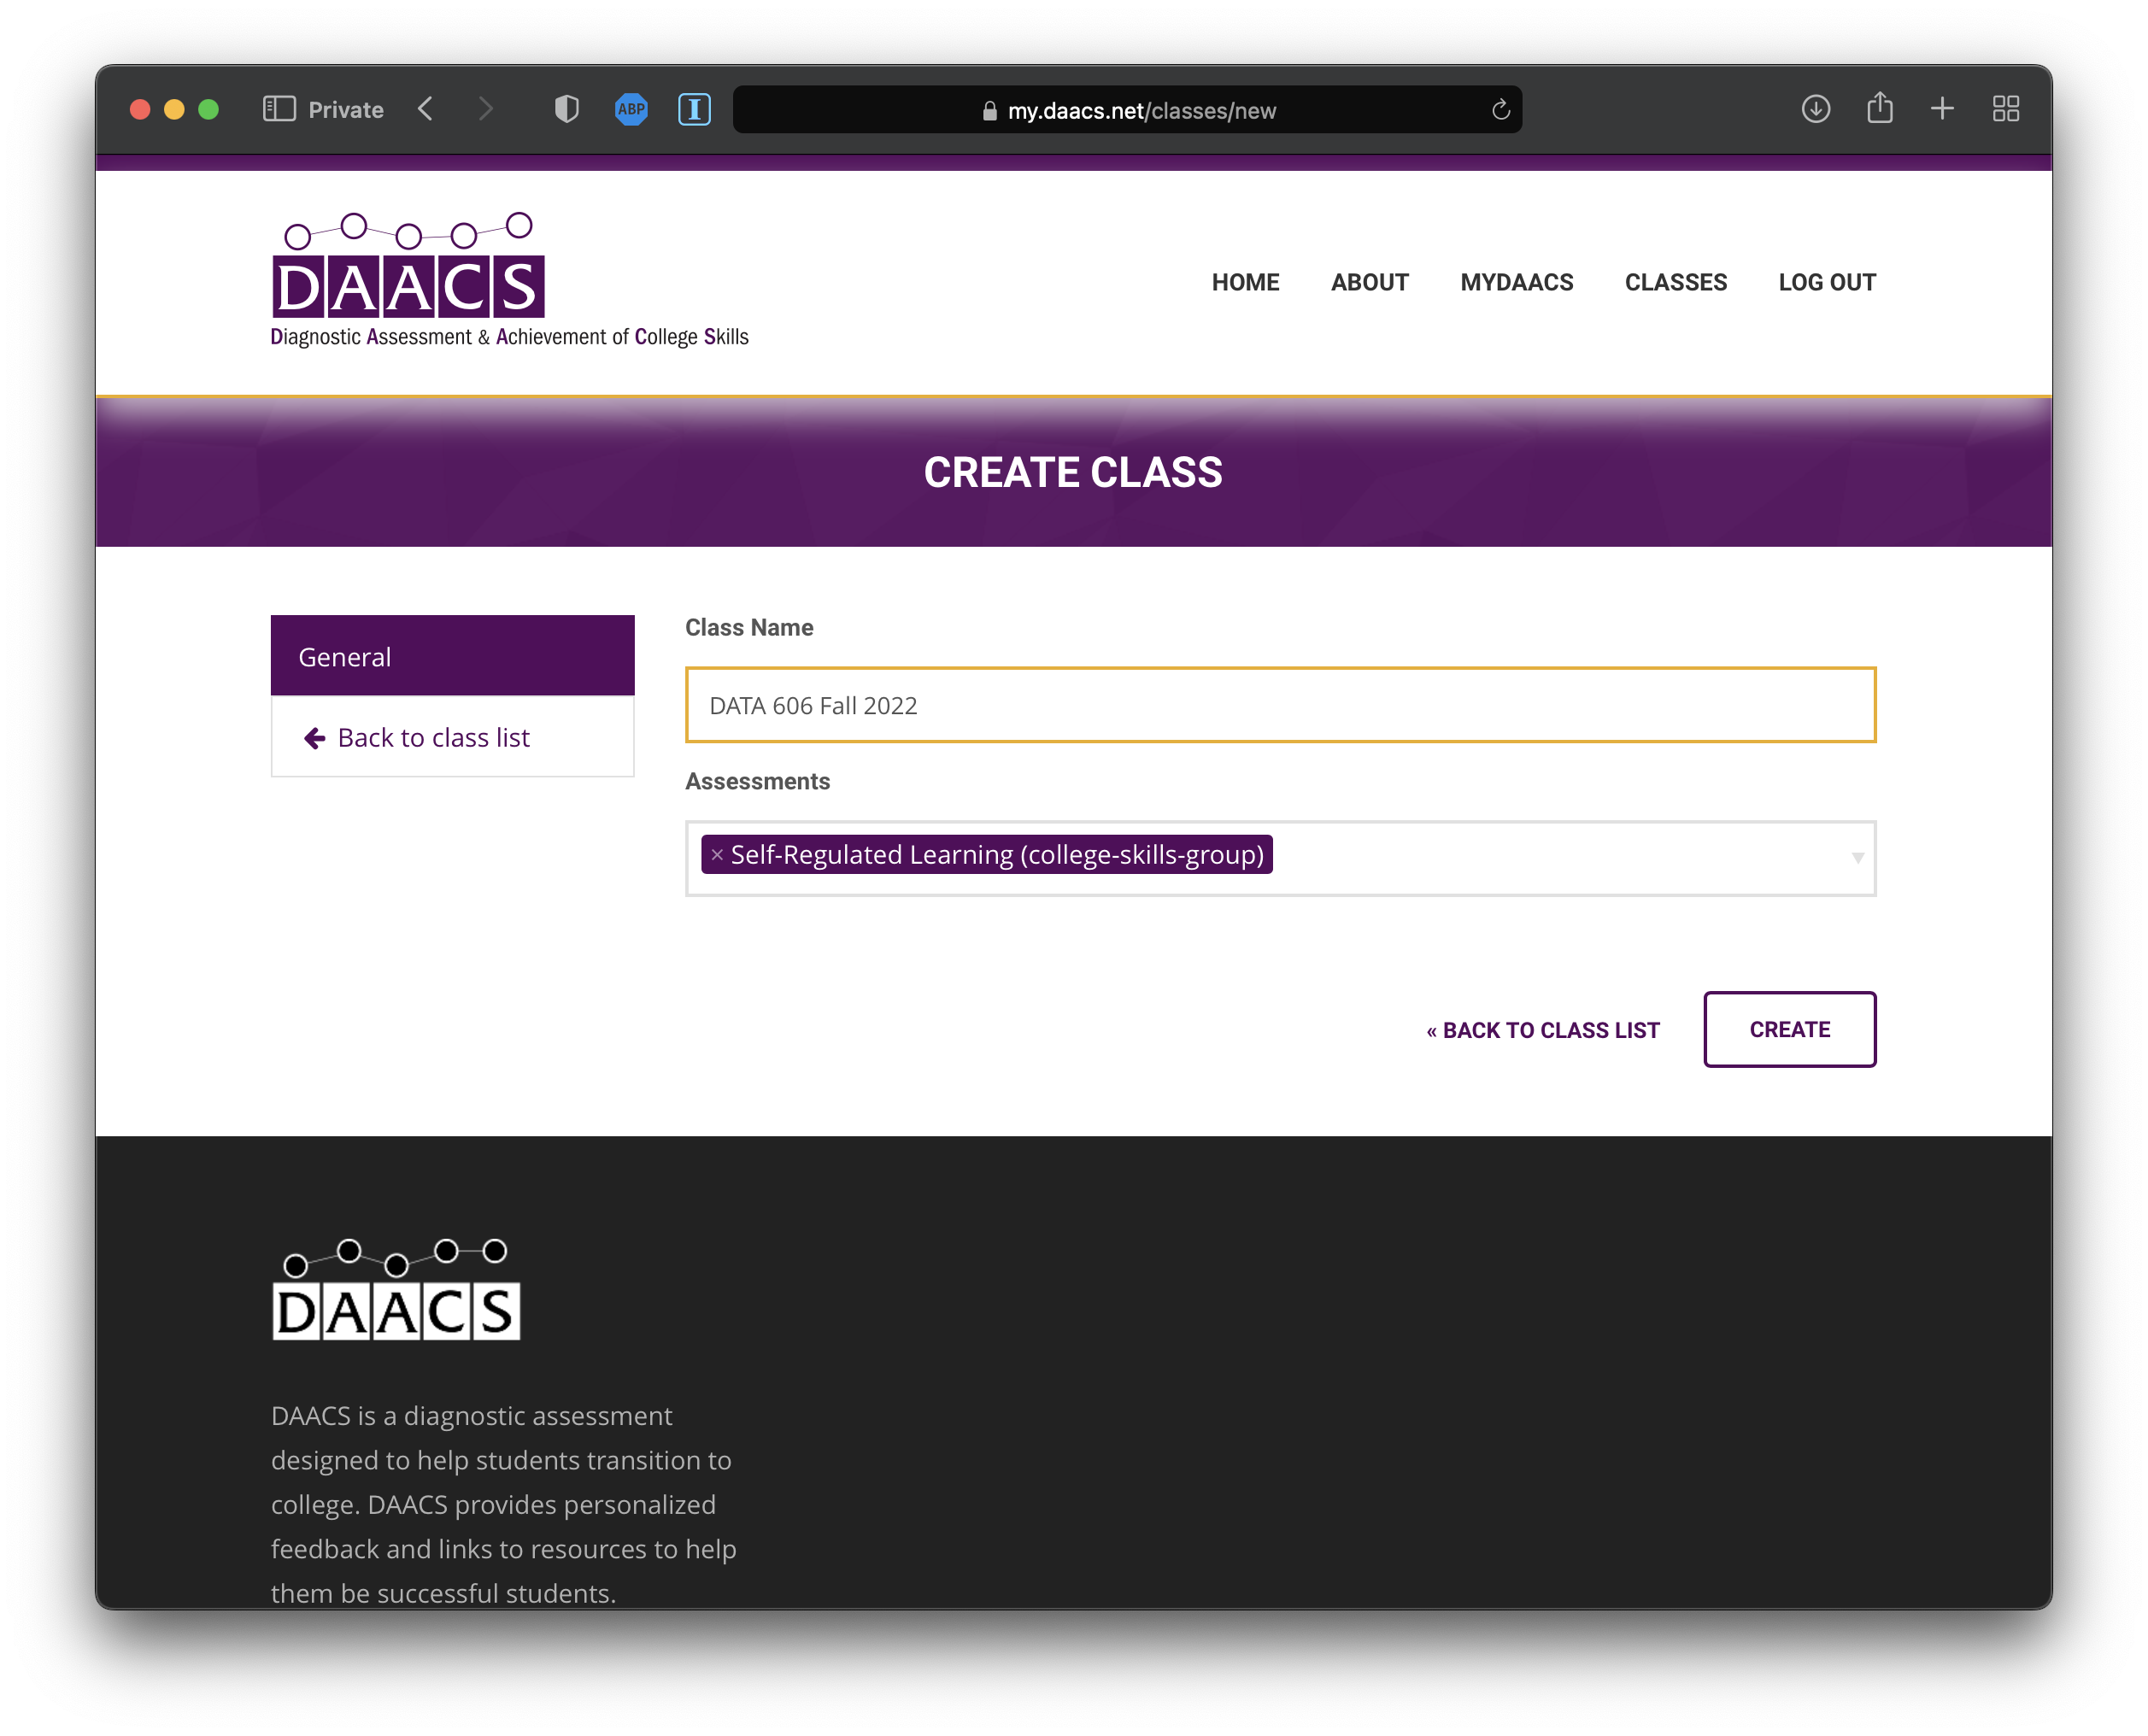 Private
ABP
I
my.daacs.net/classes/new
DAACS
Diagnostic Assessment & Achievement of College Skills
HOME
ABOUT
MYDAACS
CLASSES
LOG OUT
CREATE CLASS
General
Back to class list
Class Name
DATA 606 Fall 2022
Assessments
× Self-Regulated Learning (college-skills-group)
« BACK TO CLASS LIST
CREATE
DAACS
DAACS is a diagnostic assessment
designed to help students transition to
college. DAACS provides personalized
feedback and links to resources to help
them be successful students.